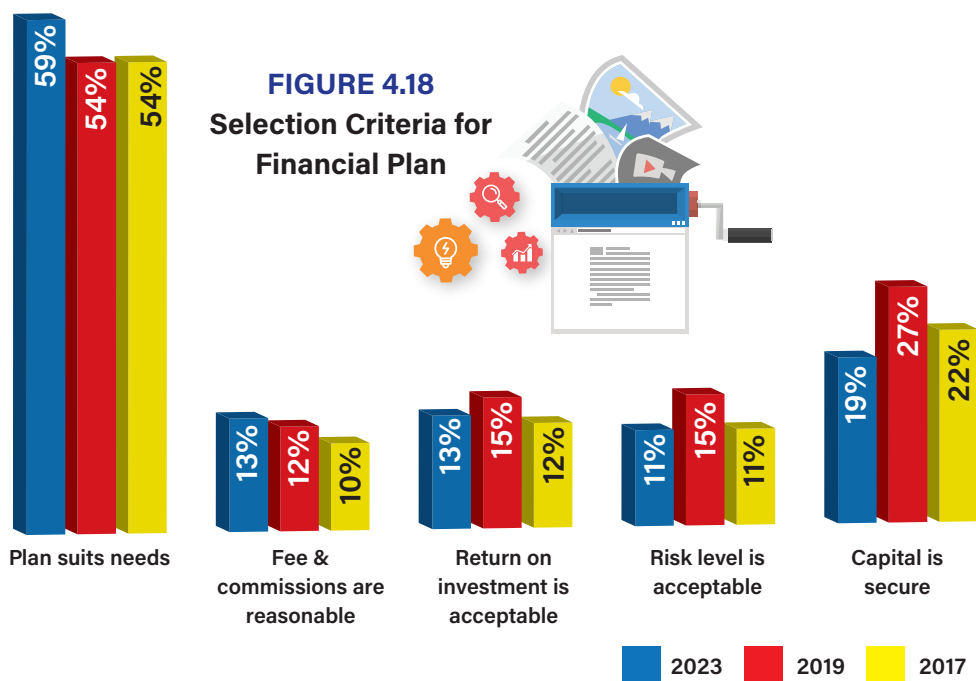 FIGURE 4.18
Selection Criteria for
Financial Plan
59%
54%
54%
Plan suits needs
13%
12%
10%
Fee &
commissions are
reasonable
13%
15%
12%
Return on
investment is
acceptable
11%
15%
11%
Risk level is
acceptable
19%
27%
22%
Capital is
secure
2023
2019
2017